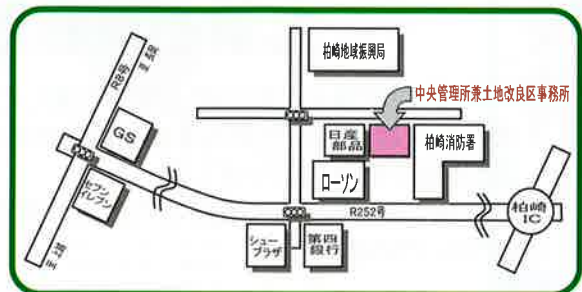 柏崎地域振興局
中央管理所兼土地改良区事務所
R8号
至 長岡
GS
日産
部品
柏崎消防署
ローソン
セブン
イレブン
R252号
柏崎
IC
至 上越
シュー
プラザ
第四
銀行